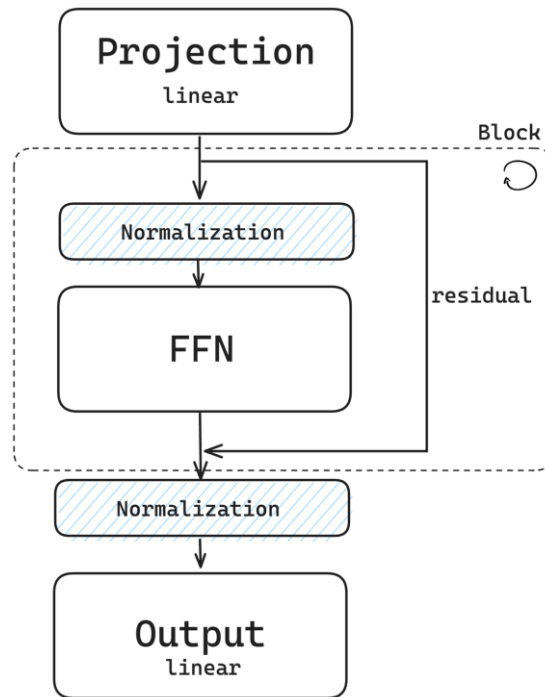 Projection
linear
Block
Normalization
residual
FFN
Normalization
Output
linear